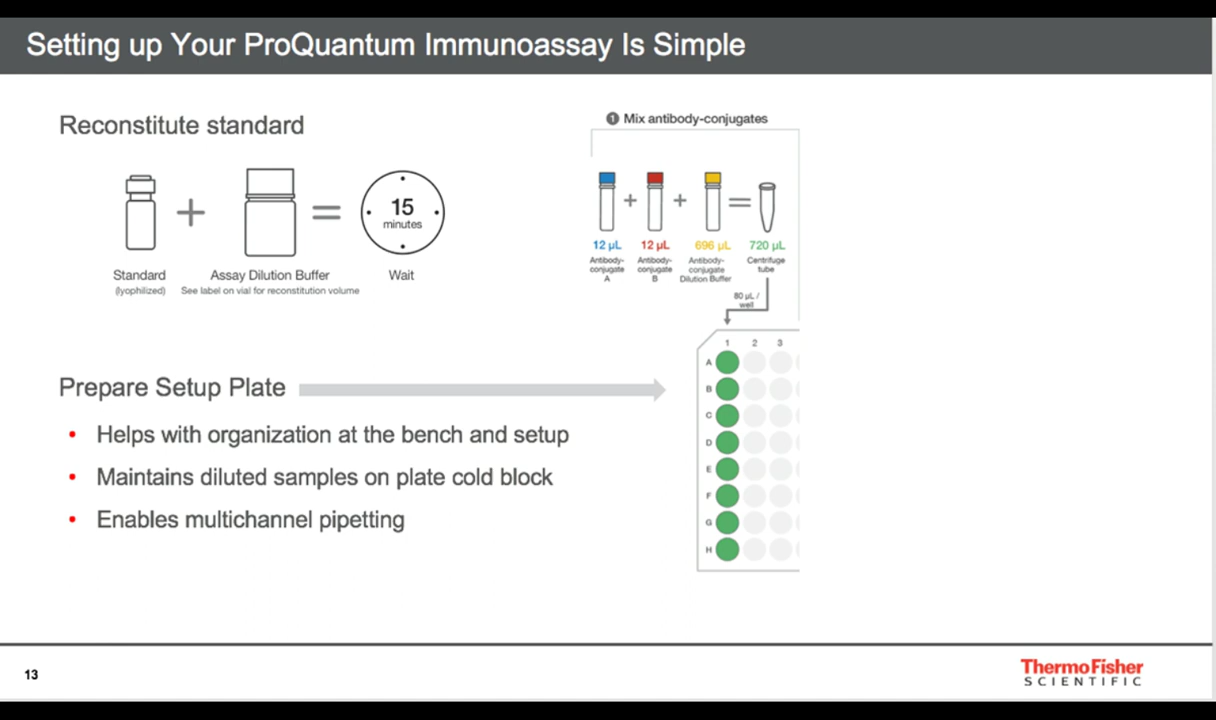 Setting up Your ProQuantum Immunoassay Is Simple
Reconstitute standard
15
minutes
Standard
(lyophilized)
Assay Dilution Buffer
See label on vial for reconstitution volume
Wait
1 Mix antibody-conjugates
12 µL
12 µL
696 µL
720 µL
Antibody-
conjugate
A
Antibody-
conjugate
B
Antibody-
conjugate
Dilution Buffer
Centrifuge
tube
80 µL /
well
1 2 3
A
B
C
D
E
F
G
H
Prepare Setup Plate
• Helps with organization at the bench and setup
• Maintains diluted samples on plate cold block
• Enables multichannel pipetting
13
ThermoFisher
SCIENTIFIC